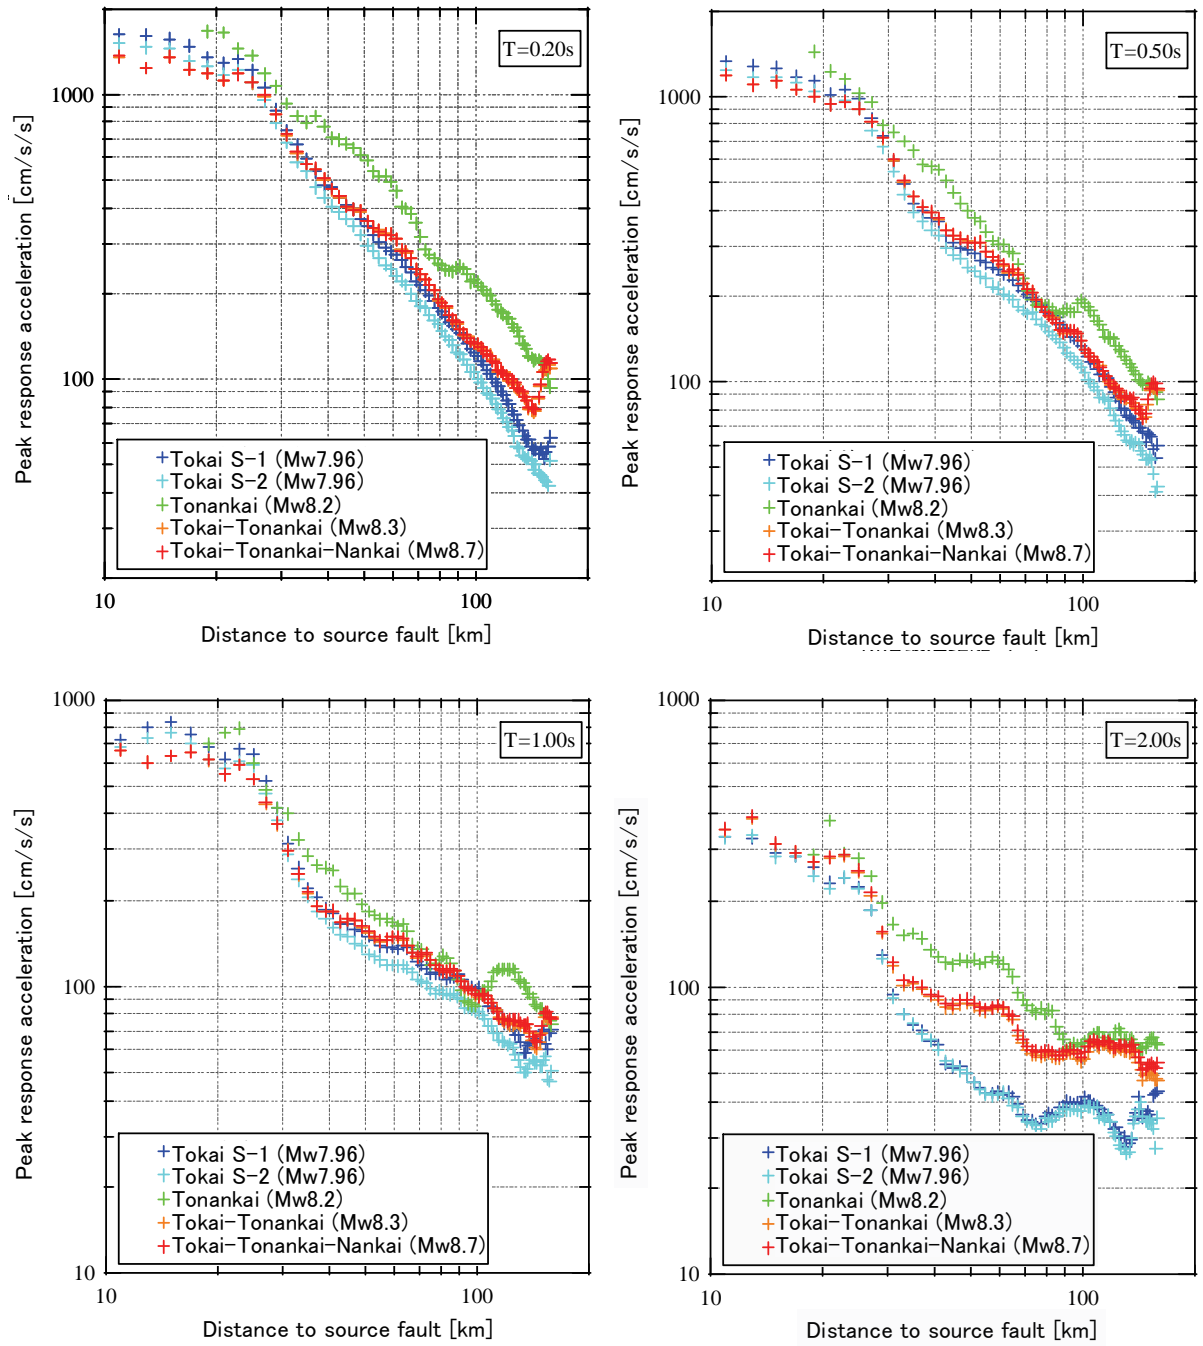 T=0.20s
1000
100
Peak response acceleration [cm/s/s]
Tokai S-1 (Mw7.96)
Tokai S-2 (Mw7.96)
Tonankai (Mw8.2)
Tokai-Tonankai (Mw8.3)
Tokai-Tonankai-Nankai (Mw8.7)
10
100
Distance to source fault [km]
T=0.50s
1000
100
Peak response acceleration [cm/s/s]
Tokai S-1 (Mw7.96)
Tokai S-2 (Mw7.96)
Tonankai (Mw8.2)
Tokai-Tonankai (Mw8.3)
Tokai-Tonankai-Nankai (Mw8.7)
10
100
Distance to source fault [km]
T=1.00s
1000
100
10
Peak response acceleration [cm/s/s]
Tokai S-1 (Mw7.96)
Tokai S-2 (Mw7.96)
Tonankai (Mw8.2)
Tokai-Tonankai (Mw8.3)
Tokai-Tonankai-Nankai (Mw8.7)
10
100
Distance to source fault [km]
T=2.00s
1000
100
10
Peak response acceleration [cm/s/s]
Tokai S-1 (Mw7.96)
Tokai S-2 (Mw7.96)
Tonankai (Mw8.2)
Tokai-Tonankai (Mw8.3)
Tokai-Tonankai-Nankai (Mw8.7)
10
100
Distance to source fault [km]